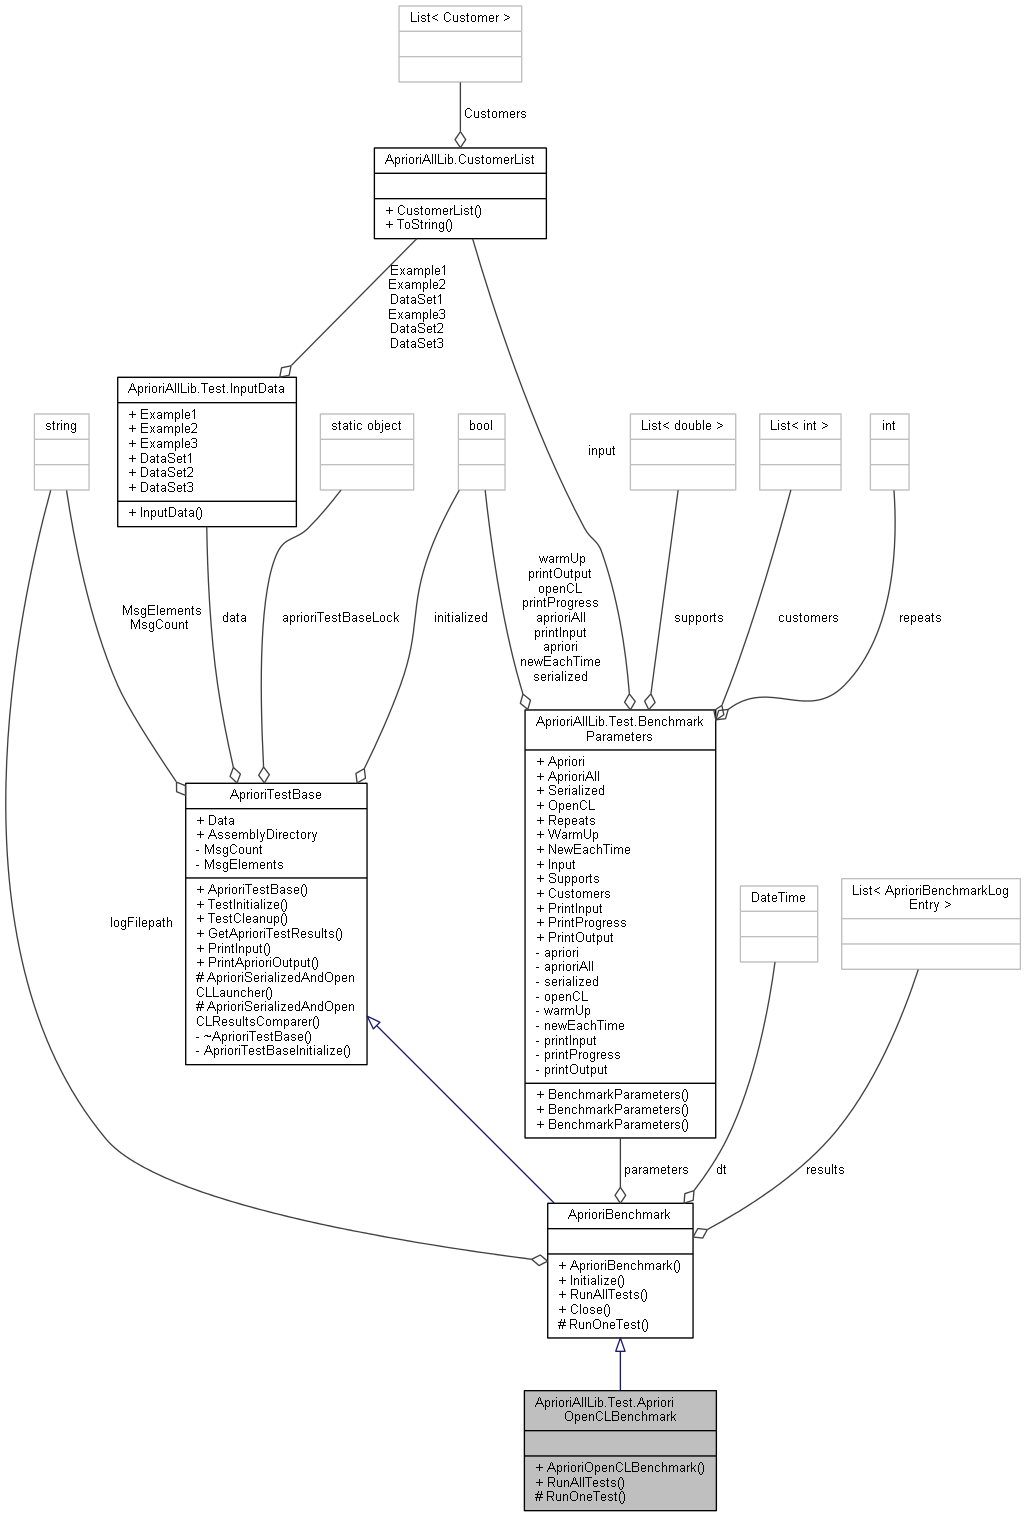 List< Customer >
Customers
AprioriAllLib.CustomerList
+ CustomerList()
+ ToString()
Example1
Example2
DataSet1
Example3
DataSet2
DataSet3
AprioriAllLib.Test.InputData
+ Example1
+ Example2
+ Example3
+ DataSet1
+ DataSet2
+ DataSet3
+ InputData()
string
static object
bool
input
List< double >
List< int >
int
MsgElements
MsgCount
data
aprioriTestBaseLock
initialized
warmUp
printOutput
openCL
printProgress
aprioriAll
printInput
apriori
newEachTime
serialized
supports
customers
repeats
AprioriTestBase
+ Data
+ AssemblyDirectory
- MsgCount
- MsgElements
+ AprioriTestBase()
+ TestInitialize()
+ TestCleanup()
+ GetAprioriTestResults()
+ PrintInput()
+ PrintAprioriOutput()
# AprioriSerializedAndOpen
CLLauncher()
# AprioriSerializedAndOpen
CLResultsComparer()
- ~AprioriTestBase()
- AprioriTestBaseInitialize()
AprioriAllLib.Test.Benchmark
Parameters
+ Apriori
+ AprioriAll
+ Serialized
+ OpenCL
+ Repeats
+ WarmUp
+ NewEachTime
+ Input
+ Supports
+ Customers
+ PrintInput
+ PrintProgress
+ PrintOutput
- apriori
- aprioriAll
- serialized
- openCL
- warmUp
- newEachTime
- printInput
- printProgress
- printOutput
+ BenchmarkParameters()
+ BenchmarkParameters()
+ BenchmarkParameters()
DateTime
List< AprioriBenchmarkLog
Entry >
logFilepath
parameters
dt
results
AprioriBenchmark
+ AprioriBenchmark()
+ Initialize()
+ RunAllTests()
+ Close()
# RunOneTest()
AprioriAllLib.Test.Apriori
OpenCLBenchmark
+ AprioriOpenCLBenchmark()
+ RunAllTests()
# RunOneTest()